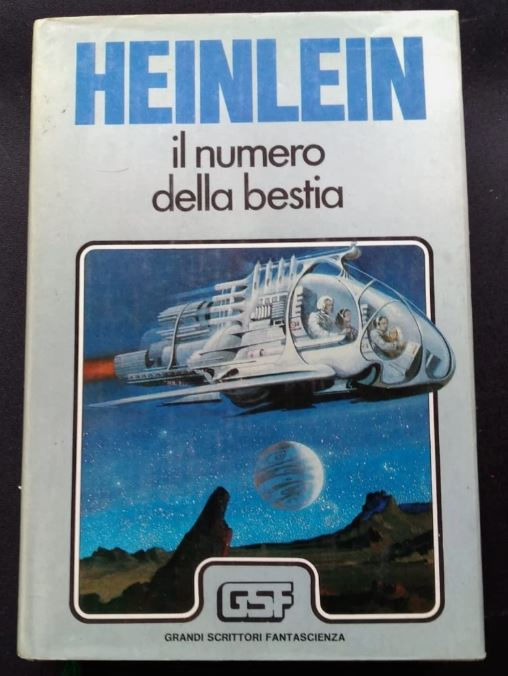 HEINLEIN
il numero
della bestia
GSF
GRANDI SCRITTORI FANTASCIENZA